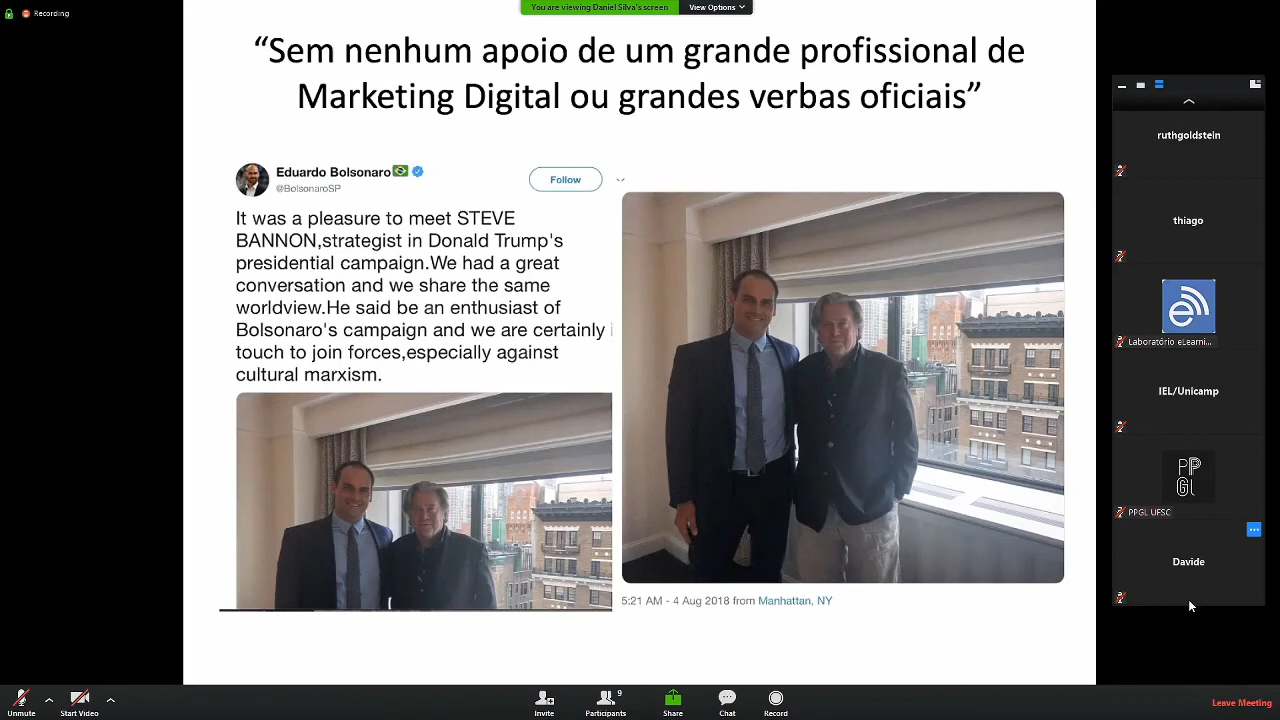 Recording
You are viewing Daniel Silva's screen
View Options
“Sem nenhum apoio de um grande profissional de
Marketing Digital ou grandes verbas oficiais”
Eduardo Bolsonaro
@BolsonaroSP
Follow
It was a pleasure to meet STEVE
BANNON,strategist in Donald Trump's
presidential campaign.We had a great
conversation and we share the same
worldview.He said be an enthusiast of
Bolsonaro's campaign and we are certainly i
touch to join forces,especially against
cultural marxism.
5:21 AM - 4 Aug 2018 from Manhattan, NY
ruthgoldstein
thiago
Laboratório eLearni...
IEL/Unicamp
PP
GL
PPGL UFSC
Davide
Unmute
Start Video
Invite
Participants
9
Share
Chat
Record
Leave Meeting